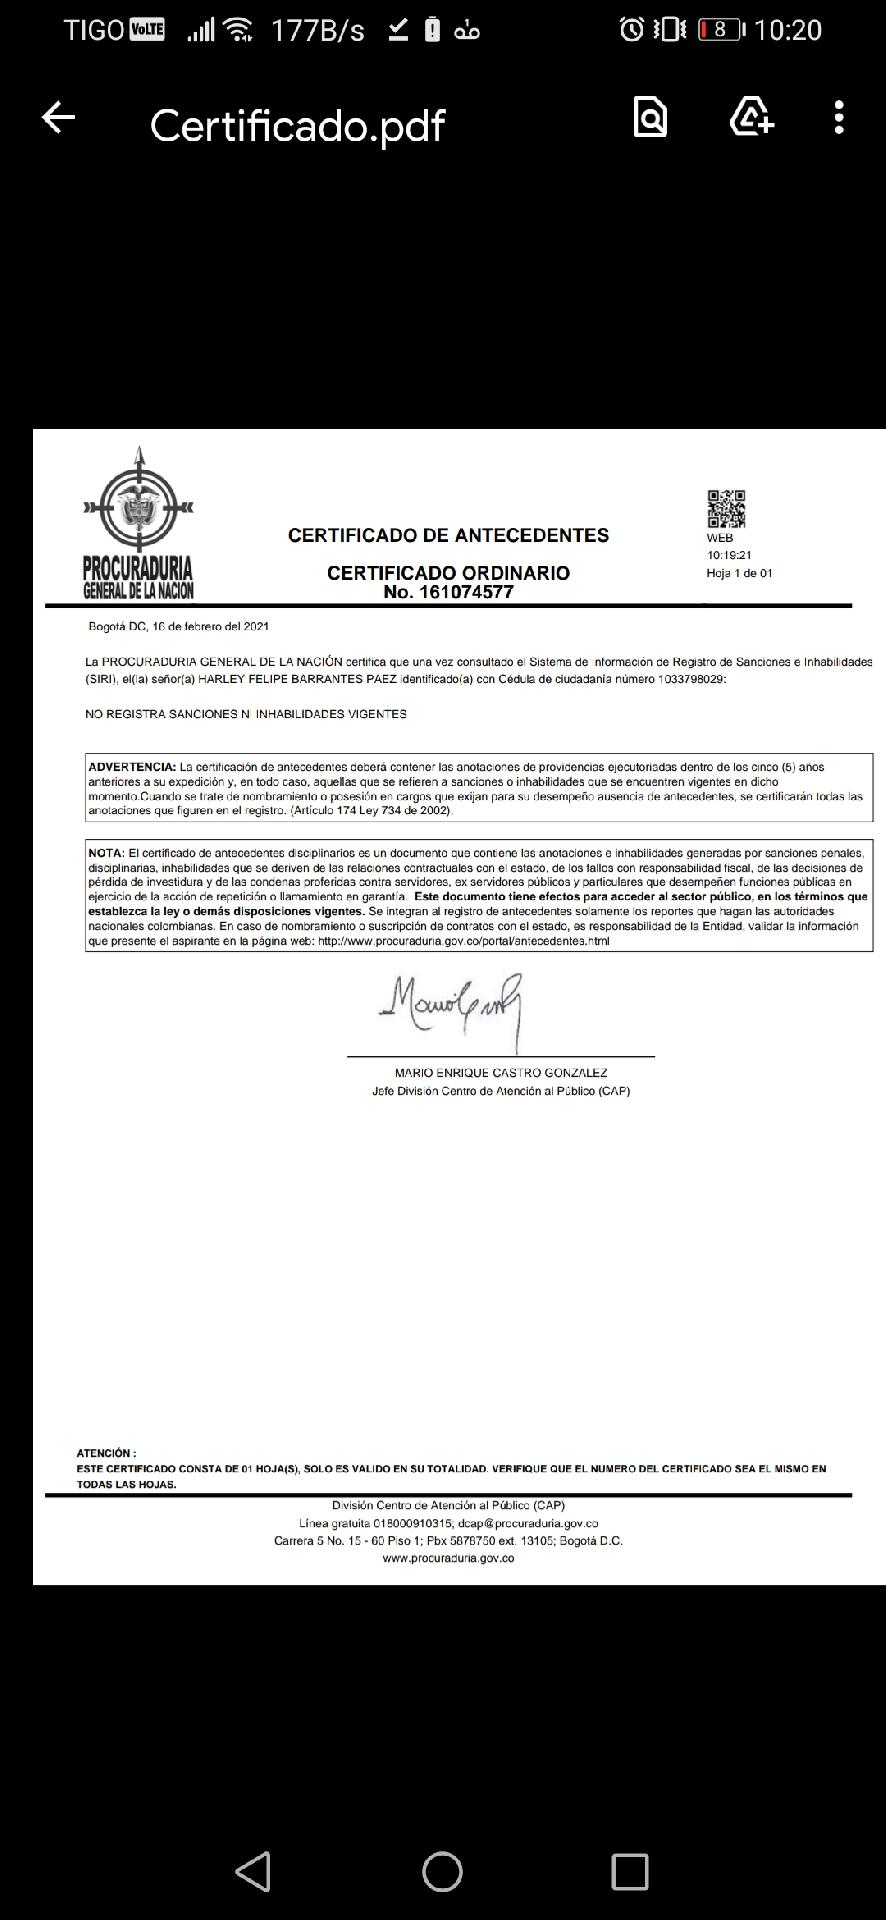 TIGO VoLTE 177B/s 8 10:20
Certificado.pdf
PROCURADURIA
GENERAL DE LA NACION
CERTIFICADO DE ANTECEDENTES
CERTIFICADO ORDINARIO
No. 161074577
WEB
10:19:21
Hoja 1 de 01
Bogotá DC, 16 de febrero del 2021
La PROCURADURIA GENERAL DE LA NACIÓN certifica que una vez consultado el Sistema de Información de Registro de Sanciones e Inhabilidades
(SIRI), el(la) señor(a) HARLEY FELIPE BARRANTES PAEZ identificado(a) con Cédula de ciudadanía número 1033798029:
NO REGISTRA SANCIONES NI INHABILIDADES VIGENTES
ADVERTENCIA: La certificación de antecedentes deberá contener las anotaciones de providencias ejecutoriadas dentro de los cinco (5) años
anteriores a su expedición y, en todo caso, aquellas que se refieren a sanciones o inhabilidades que se encuentren vigentes en dicho
momento.Cuando se trate de nombramiento o posesión en cargos que exijan para su desempeño ausencia de antecedentes, se certificarán todas las
anotaciones que figuren en el registro. (Artículo 174 Ley 734 de 2002).
NOTA: El certificado de antecedentes disciplinarios es un documento que contiene las anotaciones e inhabilidades generadas por sanciones penales,
disciplinarias, inhabilidades que se deriven de las relaciones contractuales con el estado, de los fallos con responsabilidad fiscal, de las decisiones de
pérdida de investidura y de las condenas proferidas contra servidores, ex servidores públicos y particulares que desempeñen funciones públicas en
ejercicio de la acción de repetición o llamamiento en garantía. Este documento tiene efectos para acceder al sector público, en los términos que
establezca la ley o demás disposiciones vigentes. Se integran al registro de antecedentes solamente los reportes que hagan las autoridades
nacionales colombianas. En caso de nombramiento o suscripción de contratos con el estado, es responsabilidad de la Entidad, validar la información
que presente el aspirante en la página web: http://www.procuraduria.gov.co/portal/antecedentes.html
MARIO ENRIQUE CASTRO GONZALEZ
Jefe División Centro de Atención al Público (CAP)
ATENCIÓN :
ESTE CERTIFICADO CONSTA DE 01 HOJA(S), SOLO ES VALIDO EN SU TOTALIDAD. VERIFIQUE QUE EL NUMERO DEL CERTIFICADO SEA EL MISMO EN
TODAS LAS HOJAS.
División Centro de Atención al Público (CAP)
Línea gratuita 018000910315; dcap@procuraduria.gov.co
Carrera 5 No. 15 - 60 Piso 1; Pbx 5878750 ext. 13105; Bogotá D.C.
www.procuraduria.gov.co